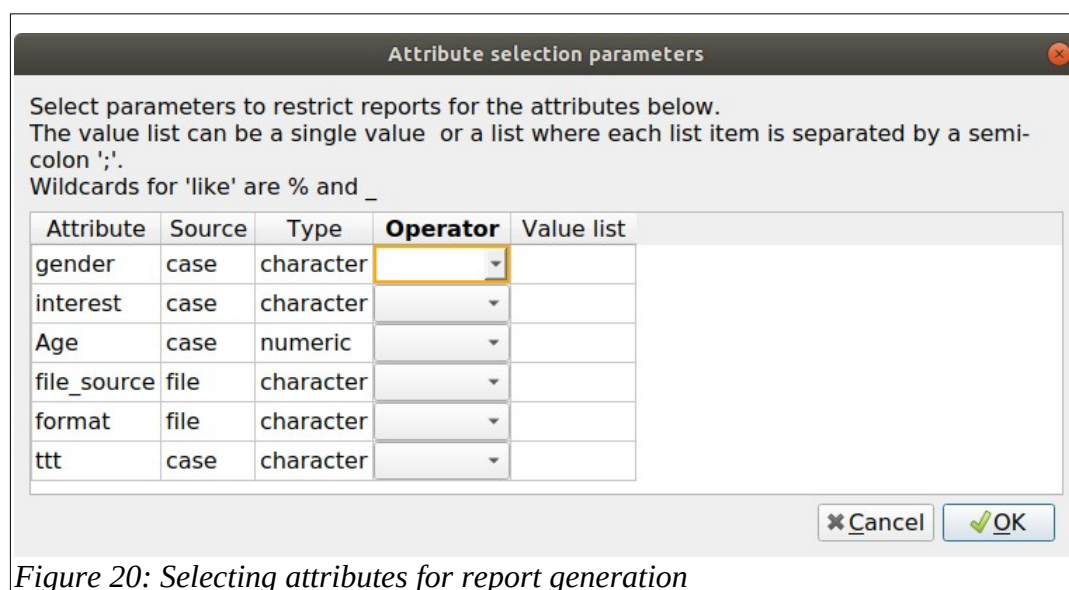 Attribute selection parameters
Select parameters to restrict reports for the attributes below.
The value list can be a single value  or a list where each list item is separated by a semi-
colon ';'.
Wildcards for 'like' are % and _
Attribute Source Type Operator Value list
gender case character
interest case character
Age case numeric
file_source file character
format file character
ttt case character
Cancel OK
Figure 20: Selecting attributes for report generation